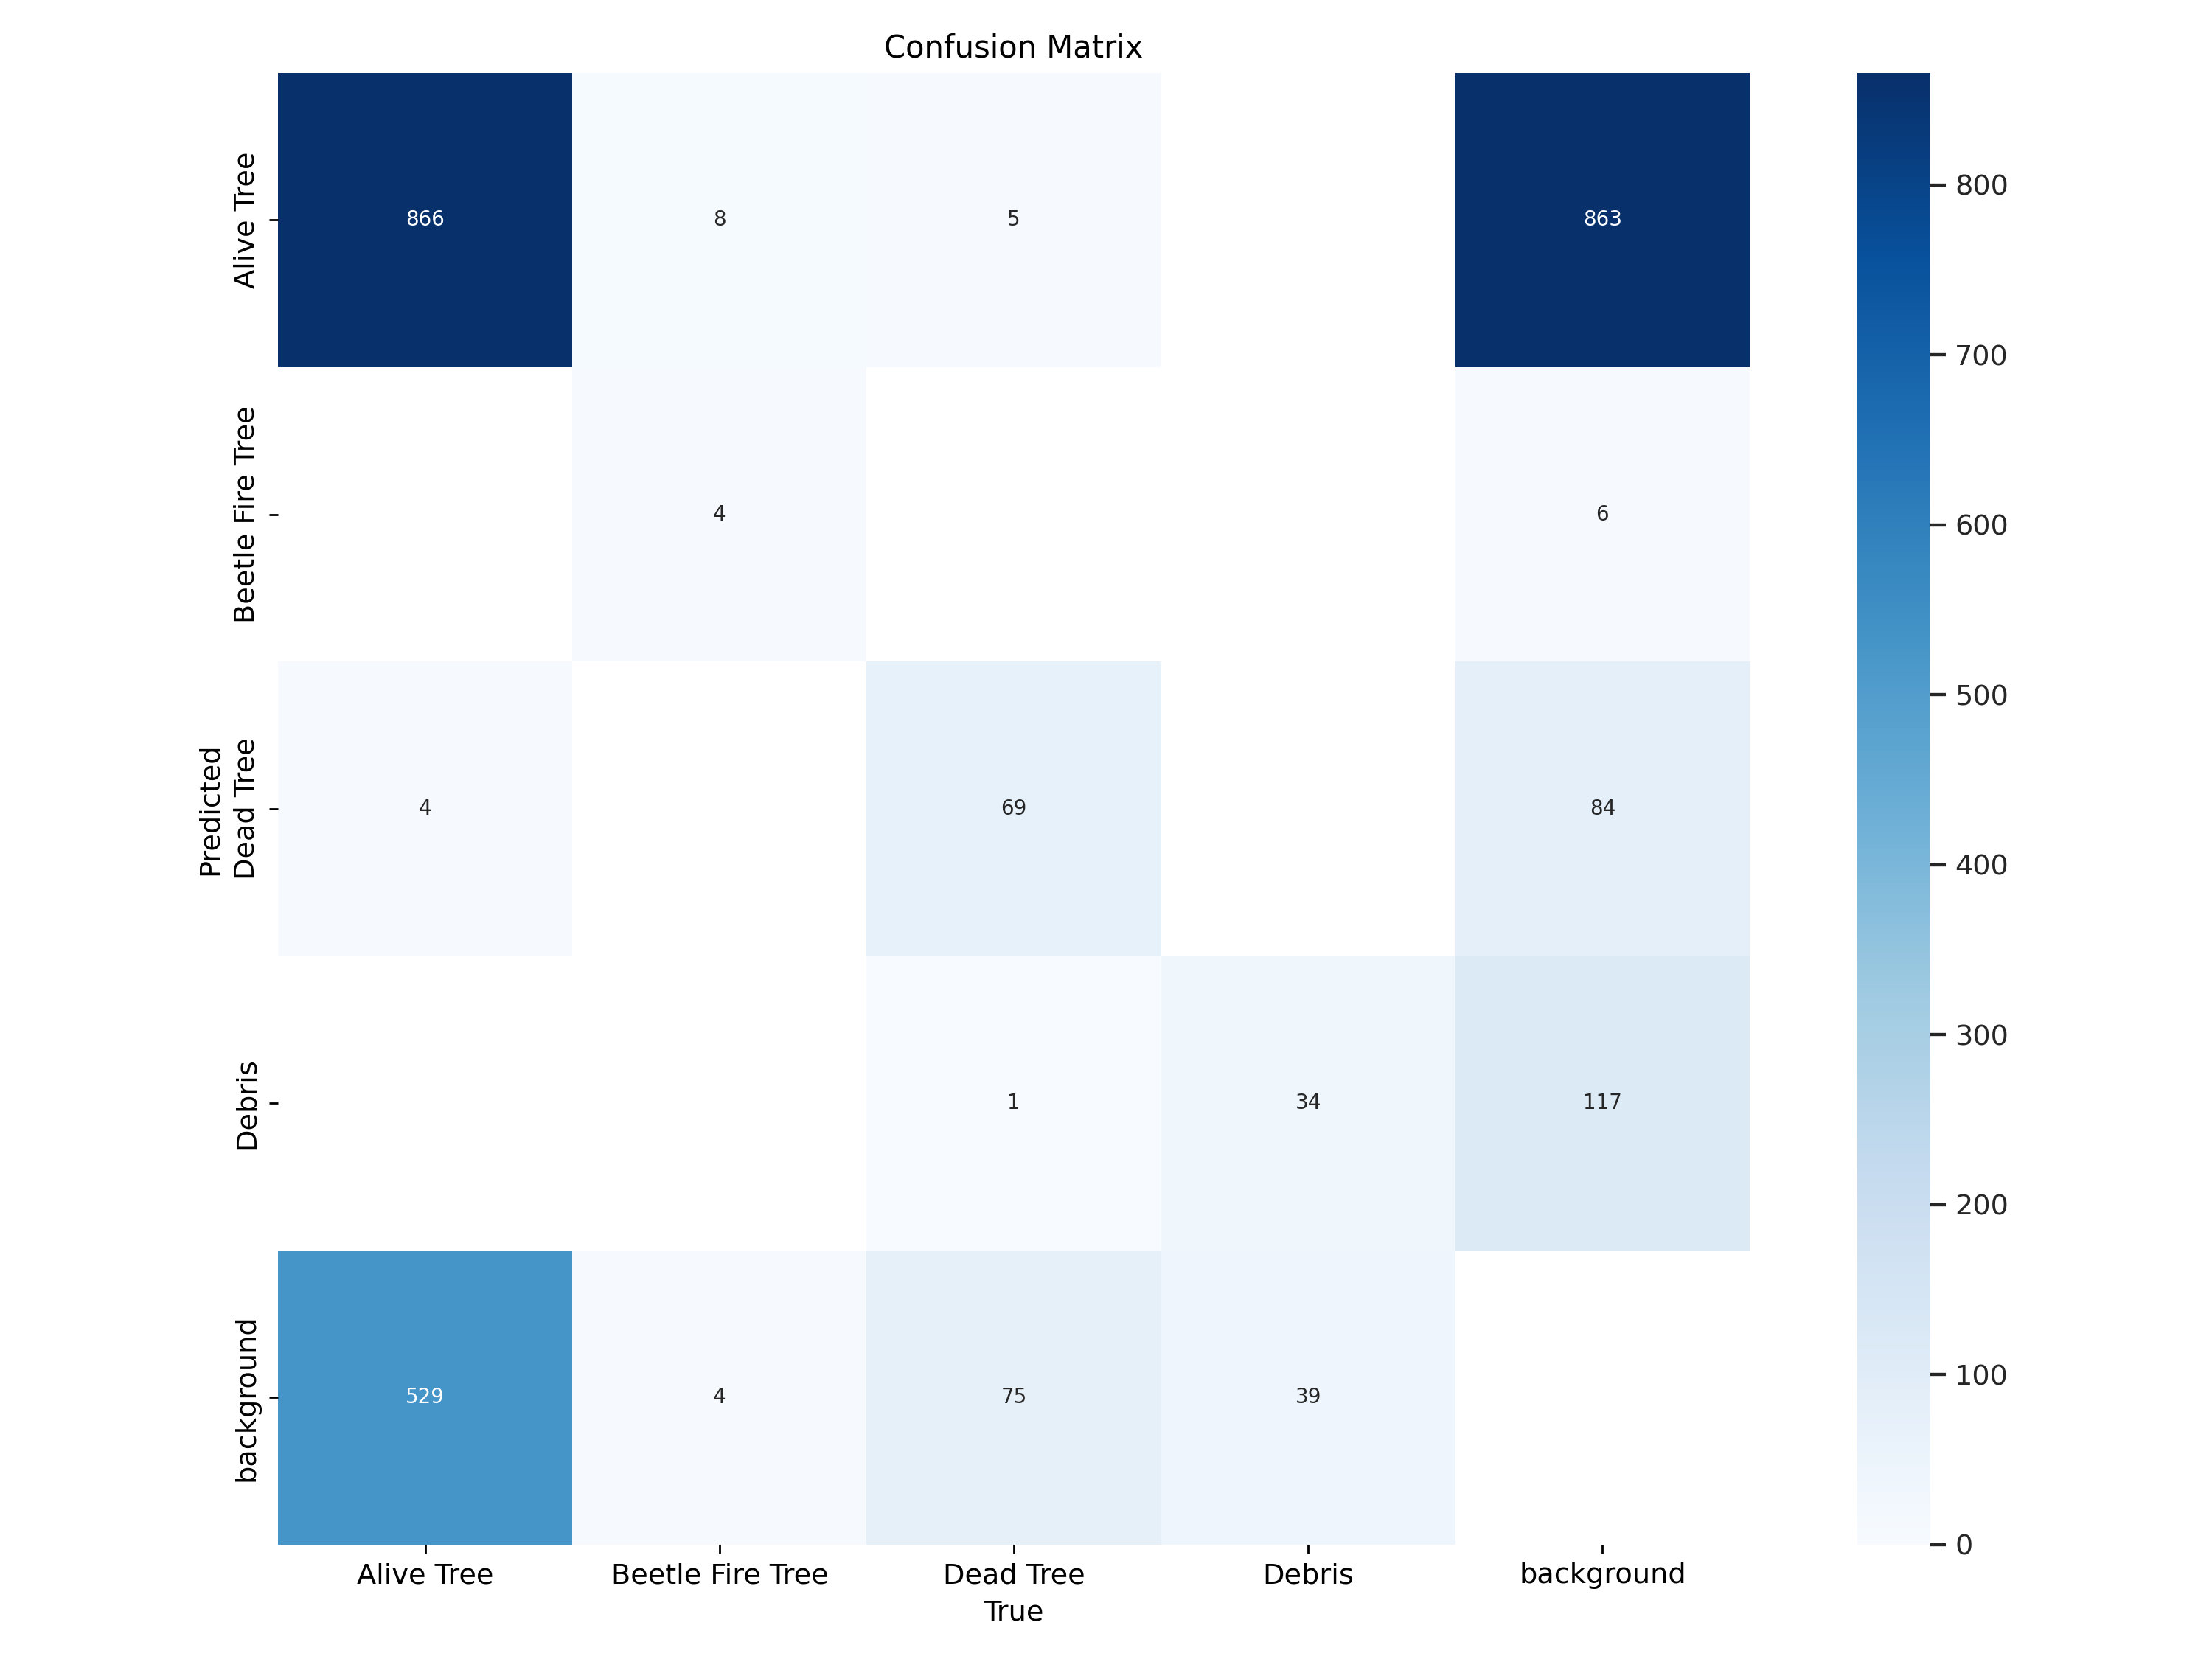 Confusion Matrix
Predicted
Alive Tree
866 8 5 863
Beetle Fire Tree
4 6
Dead Tree
4 69 84
Debris
1 34 117
background
529 4 75 39
Alive Tree Beetle Fire Tree Dead Tree Debris background
True
800
700
600
500
400
300
200
100
0